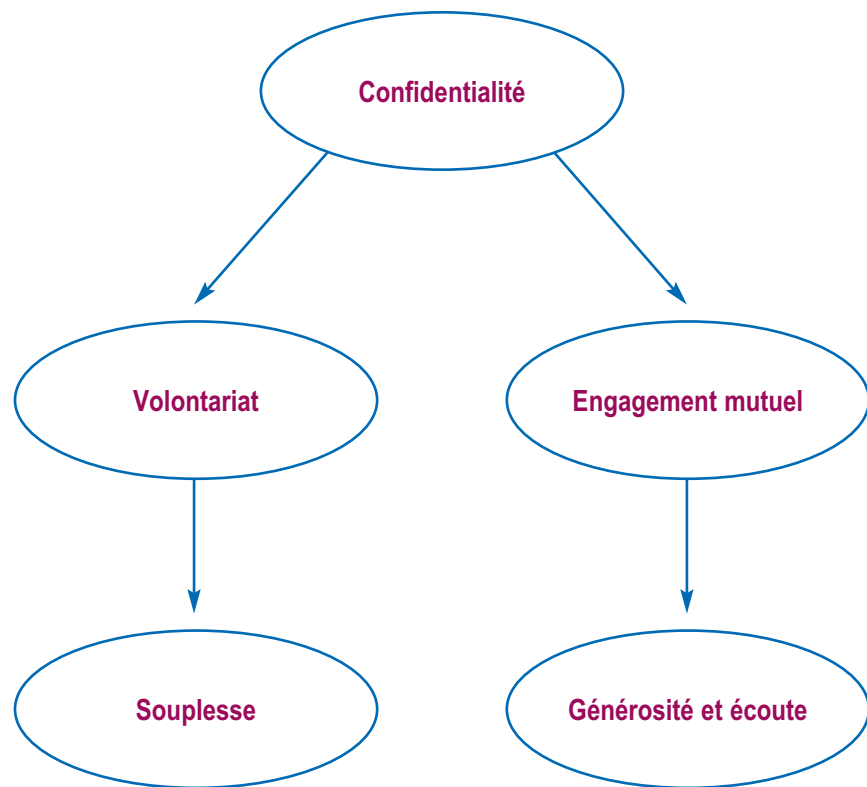 Confidentialité
Volontariat
Engagement mutuel
Souplesse
Générosité et écoute